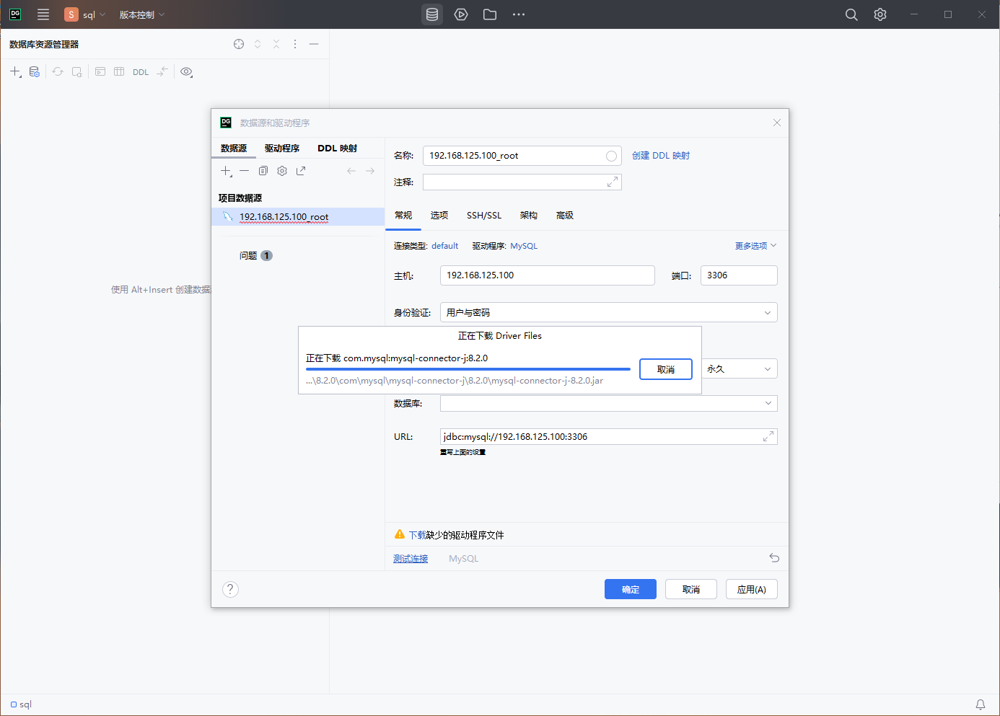 DG
S sql 版本控制
数据库资源管理器
DDL
使用 Alt+Insert 创建数据
DG 数据源和驱动程序
数据源 驱动程序 DDL 映射
项目数据源
192.168.125.100_root
问题 1
名称: 192.168.125.100_root 创建 DDL 映射
注释:
常规 选项 SSH/SSL 架构 高级
连接类型: default 驱动程序: MySQL 更多选项
主机: 192.168.125.100 端口: 3306
身份验证: 用户与密码
正在下载 Driver Files
正在下载 com.mysql:mysql-connector-j:8.2.0
...\8.2.0\com\mysql\mysql-connector-j\8.2.0\mysql-connector-j-8.2.0.jar
取消
永久
数据库:
URL: jdbc:mysql://192.168.125.100:3306
重写上面的设置
下载缺少的驱动程序文件
测试连接 MySQL
? 确定 取消 应用(A)
sql